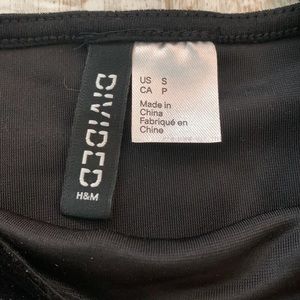 DIVIDED
H&M
US S
CA P
Made in
China
Fabriqué en
Chine